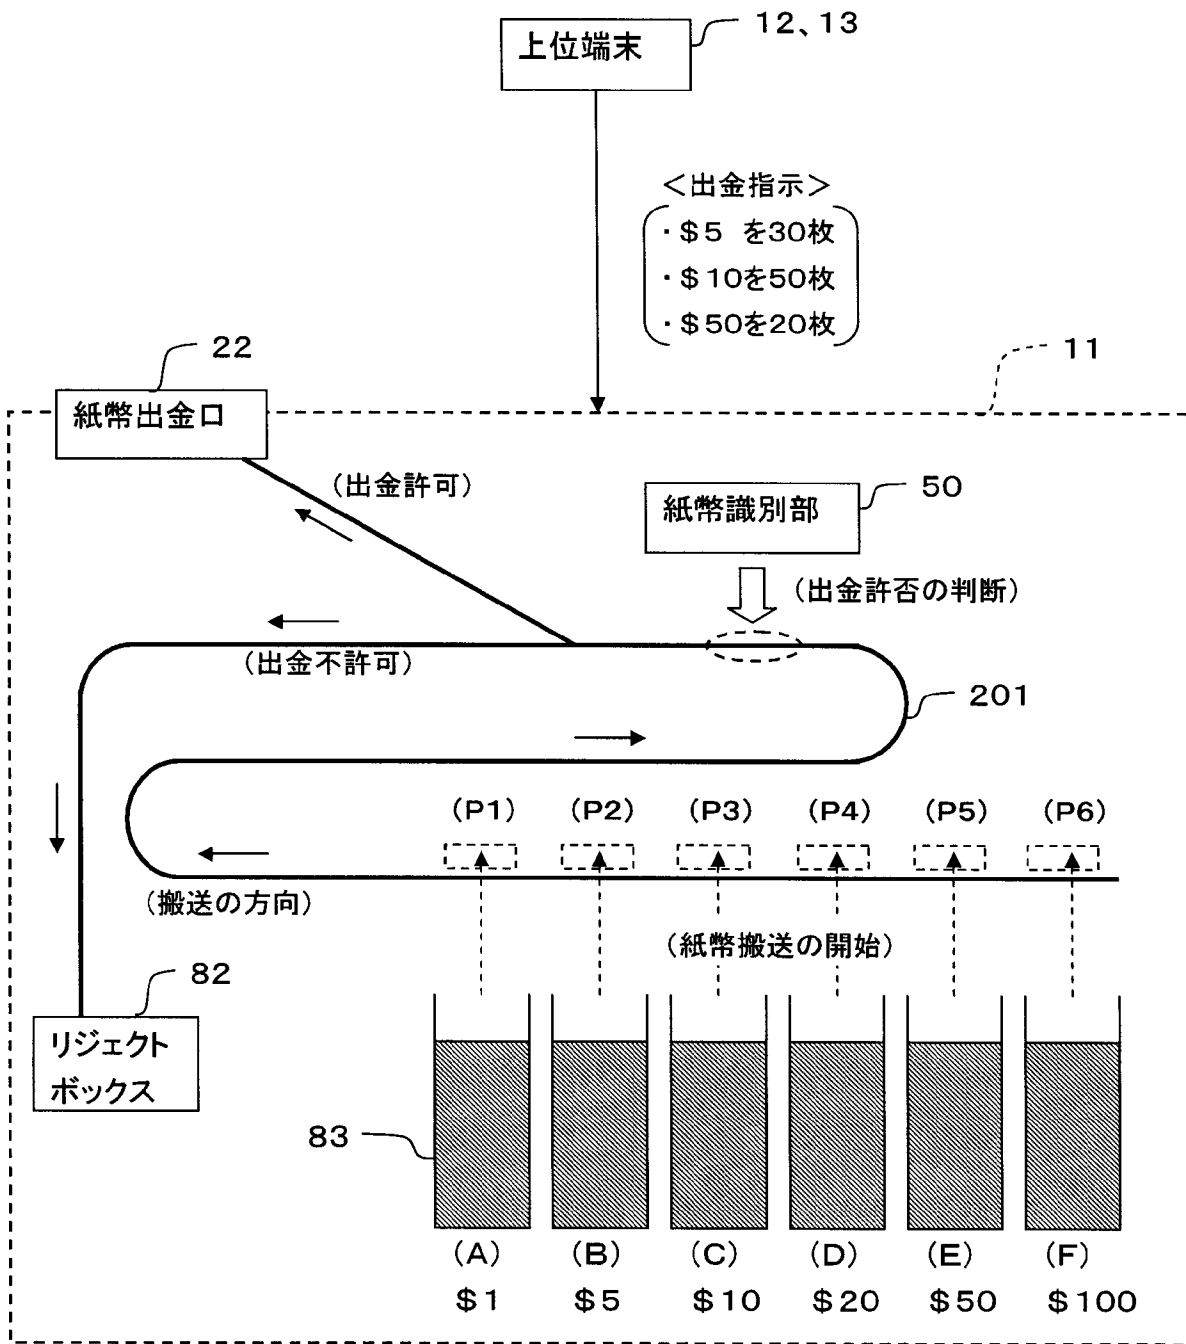 12、13
上位端末
＜出金指示＞
・＄5 を30枚
・＄10を50枚
・＄50を20枚
22
11
紙幣出金口
(出金許可)
50
紙幣識別部
(出金許否の判断)
(出金不許可)
201
(P1) (P2) (P3) (P4) (P5) (P6)
(搬送の方向)
(紙幣搬送の開始)
82
リジェクト
ボックス
83
(A) (B) (C) (D) (E) (F)
＄1 ＄5 ＄10 ＄20 ＄50 ＄100